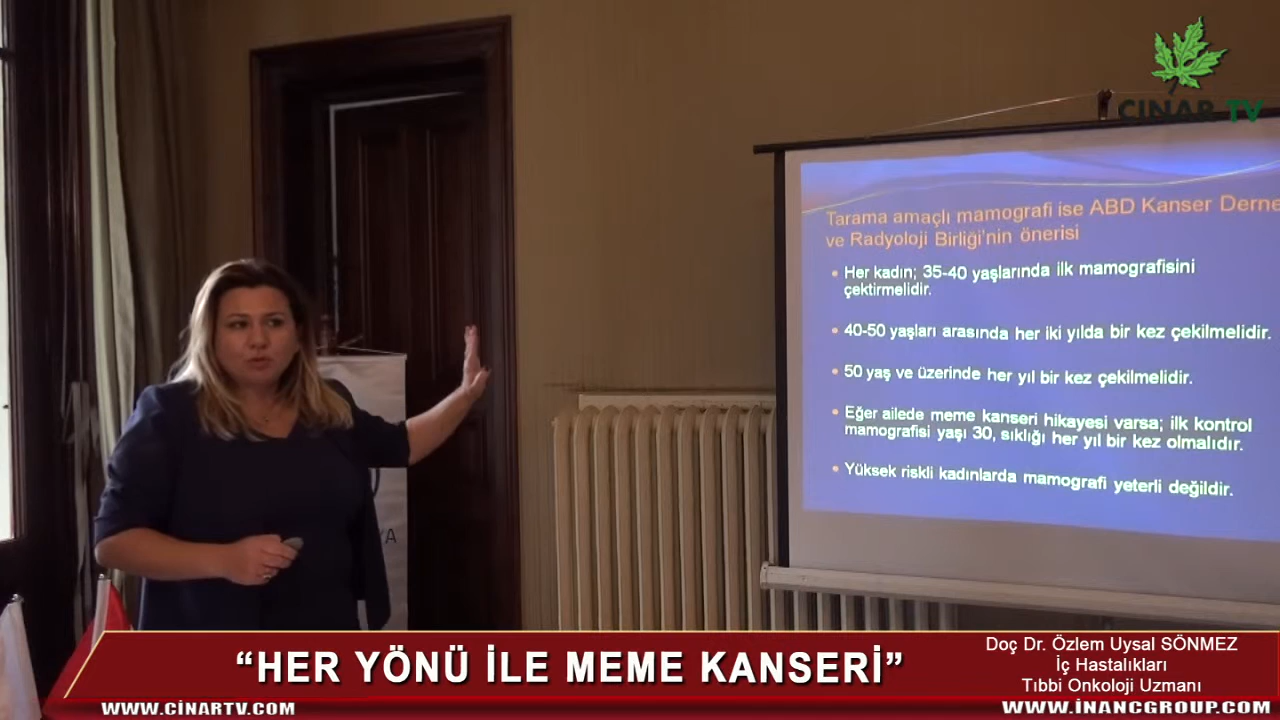 ÇINAR TV
Tarama amaçlı mamografi ise ABD Kanser Derne
ve Radyoloji Birliği'nin önerisi
• Her kadın; 35-40 yaşlarında ilk mamografisini
çektirmelidir.
• 40-50 yaşları arasında her iki yılda bir kez çekilmelidir.
• 50 yaş ve üzerinde her yıl bir kez çekilmelidir.
• Eğer ailede meme kanseri hikayesi varsa; ilk kontrol
mamografisi yaşı 30, sıklığı her yıl bir kez olmalıdır.
• Yüksek riskli kadınlarda mamografi yeterli değildir.
YA
“HER YÖNÜ İLE MEME KANSERİ”
Doç Dr. Özlem Uysal SÖNMEZ
İç Hastalıkları
Tıbbi Onkoloji Uzmanı
WWW.CİNARTV.COM
WWW.İNANCGROUP.COM